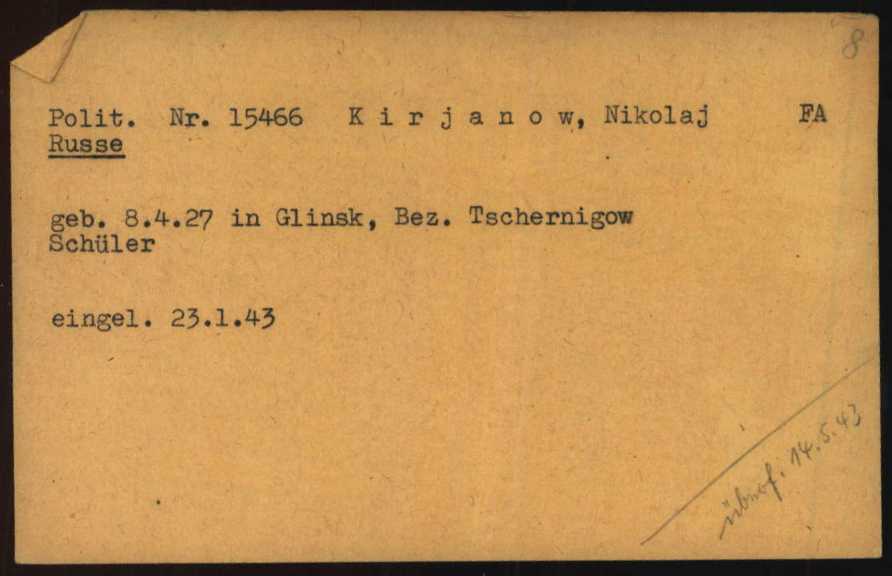 8
Polit. Nr. 15466 K i r j a n o w, Nikolaj FA
Russe
geb. 8.4.27 in Glinsk, Bez. Tschernigow
Schüler
eingel. 23.1.43
14.5.43